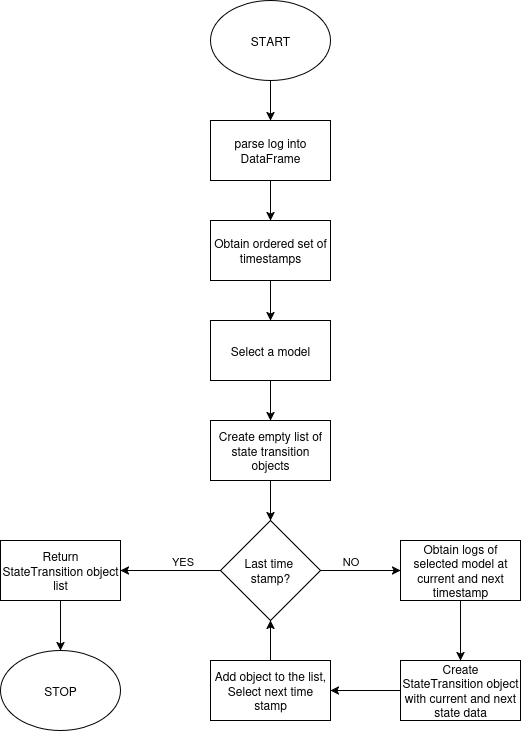 START
parse log into
DataFrame
Obtain ordered set of
timestamps
Select a model
Create empty list of
state transition
objects
Last time
stamp?
YES
NO
Return
StateTransition object
list
Obtain logs of
selected model at
current and next
timestamp
STOP
Add object to the list,
Select next time
stamp
Create
StateTransition object
with current and next
state data